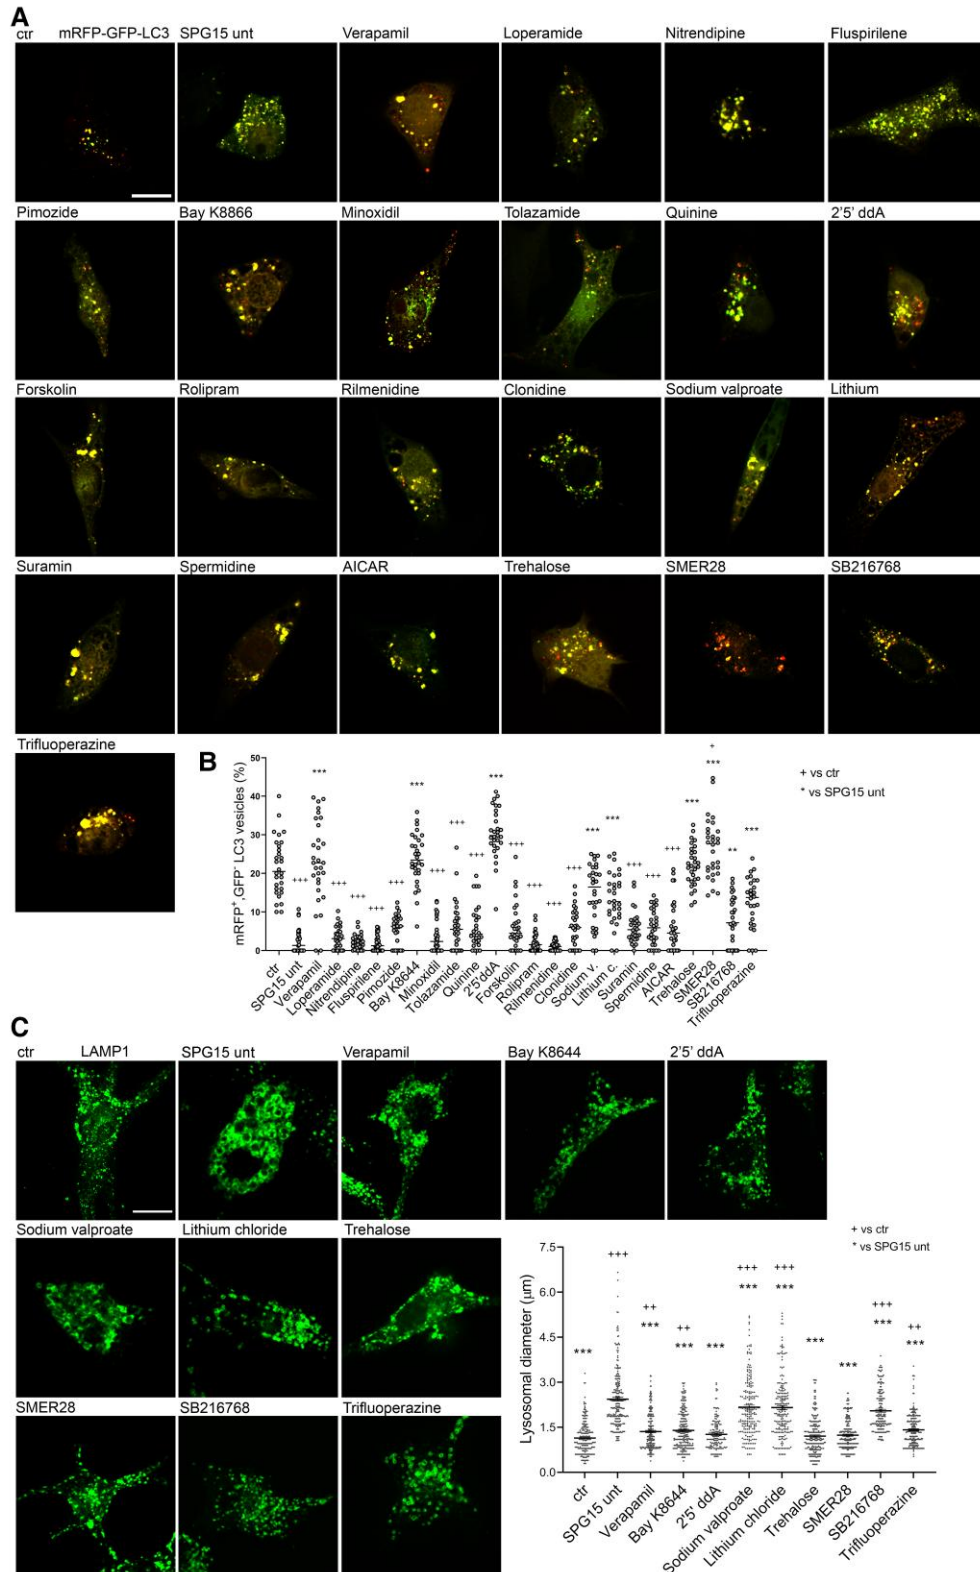 A
ctr mRFP-GFP-LC3 SPG15 unt Verapamil Loperamide Nitrendipine Fluspirilene
Pimozide Bay K8866 Minoxidil Tolazamide Quinine 2'5' ddA
Forskolin Rolipram Rilmenidine Clonidine Sodium valproate Lithium
Suramin Spermidine AICAR Trehalose SMER28 SB216768
Trifluoperazine
B
mRFP⁺,GFP⁻ LC3 vesicles (%)
50
40
30
20
10
0
+++ *** +++ +++ +++ +++ *** +++ +++ +++ *** +++ +++ +++ +++ *** *** +++ +++ +++ *** + *** ** ***
+ vs ctr
* vs SPG15 unt
ctr
SPG15 unt
Verapamil
Loperamide
Nitrendipine
Fluspirilene
Pimozide
Bay K8644
Minoxidil
Tolazamide
Quinine
2'5'ddA
Forskolin
Rolipram
Rilmenidine
Clonidine
Sodium v.
Lithium c.
Suramin
Spermidine
AICAR
Trehalose
SMER28
SB216768
Trifluoperazine
C
ctr LAMP1 SPG15 unt Verapamil Bay K8644 2'5' ddA
Sodium valproate Lithium chloride Trehalose
SMER28 SB216768 Trifluoperazine
+ vs ctr
* vs SPG15 unt
Lysosomal diameter (μm)
7.5
6.0
4.5
3.0
1.5
0.0
*** +++ ++ *** ++ *** *** +++ *** +++ *** *** *** +++ *** ++ ***
ctr
SPG15 unt
Verapamil
Bay K8644
2'5' ddA
Sodium valproate
Lithium chloride
Trehalose
SMER28
SB216768
Trifluoperazine